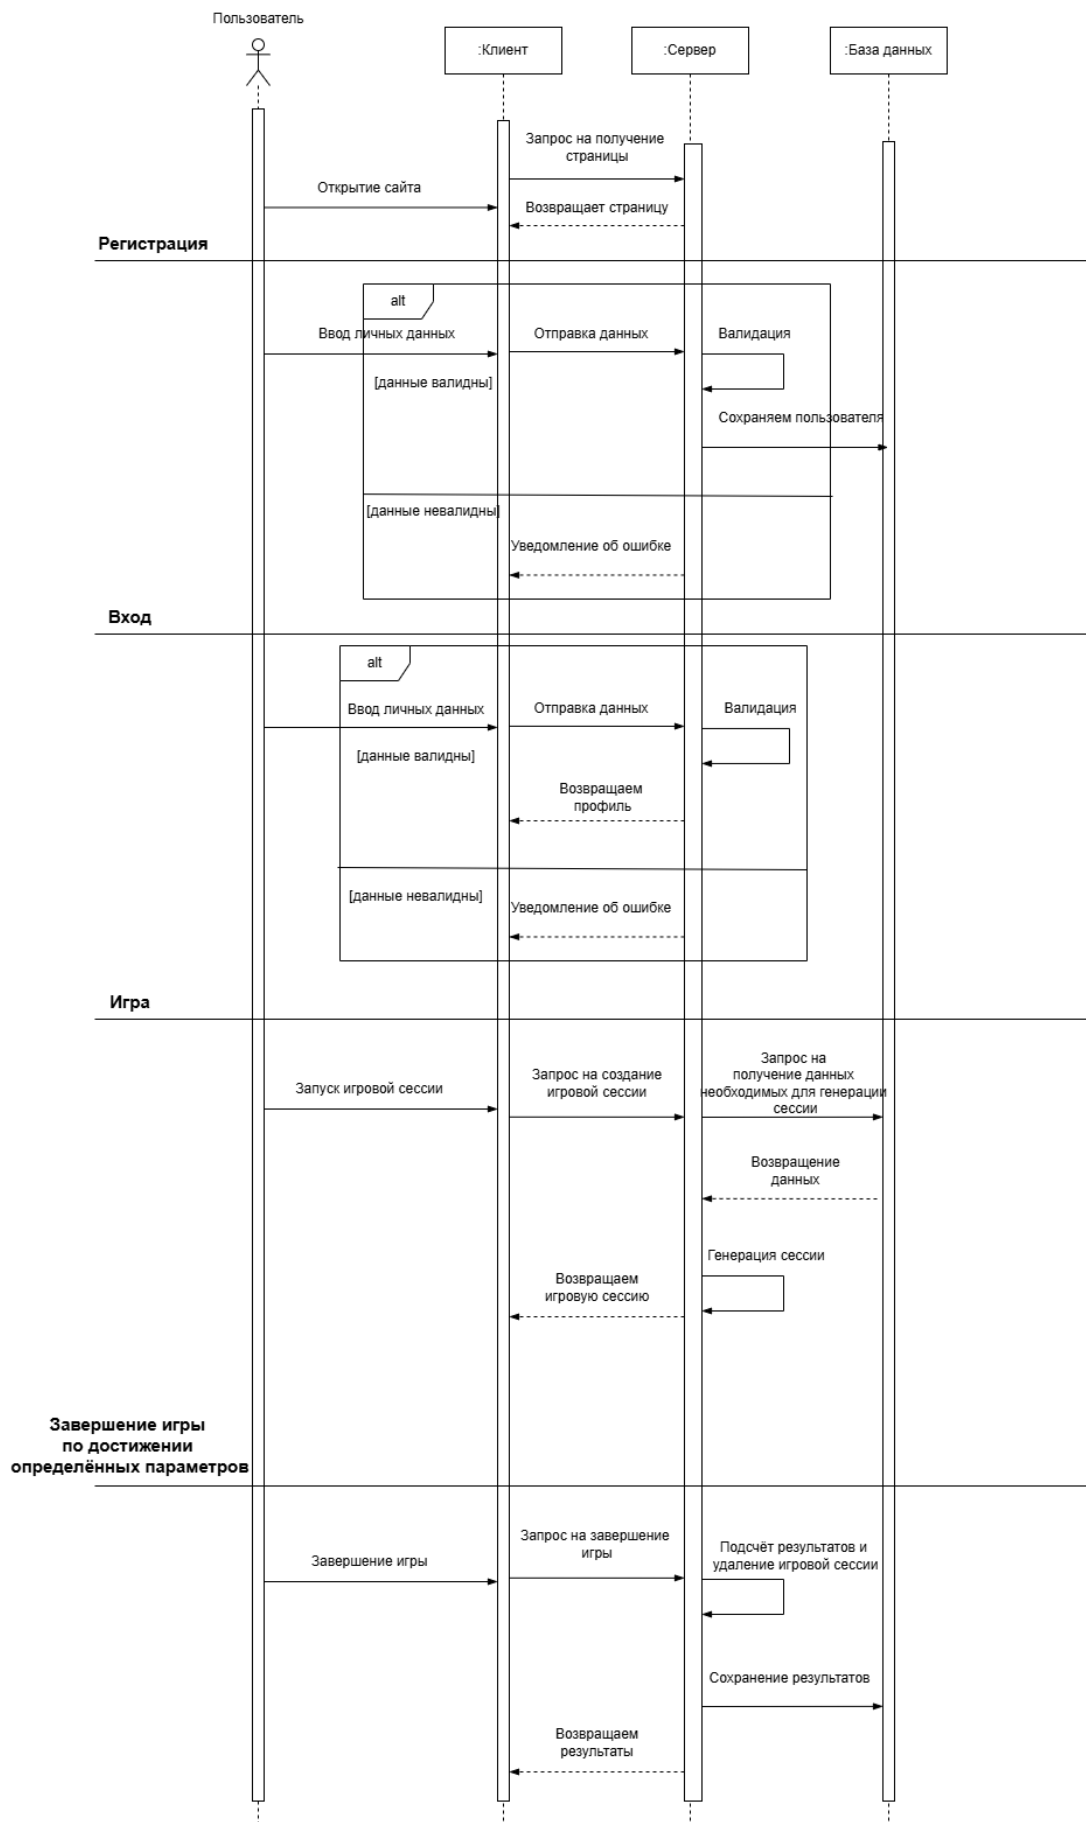 Пользователь
:Клиент
:Сервер
:База данных
Запрос на получение
страницы
Открытие сайта
Возвращает страницу
Регистрация
alt
Ввод личных данных
Отправка данных
Валидация
[данные валидны]
Сохраняем пользователя
[данные невалидны]
Уведомление об ошибке
Вход
alt
Ввод личных данных
Отправка данных
Валидация
[данные валидны]
Возвращаем
профиль
[данные невалидны]
Уведомление об ошибке
Игра
Запуск игровой сессии
Запрос на создание
игровой сессии
Запрос на
получение данных
необходимых для генерации
сессии
Возвращение
данных
Генерация сессии
Возвращаем
игровую сессию
Завершение игры
по достижении
определённых параметров
Завершение игры
Запрос на завершение
игры
Подсчёт результатов и
удаление игровой сессии
Сохранение результатов
Возвращаем
результаты